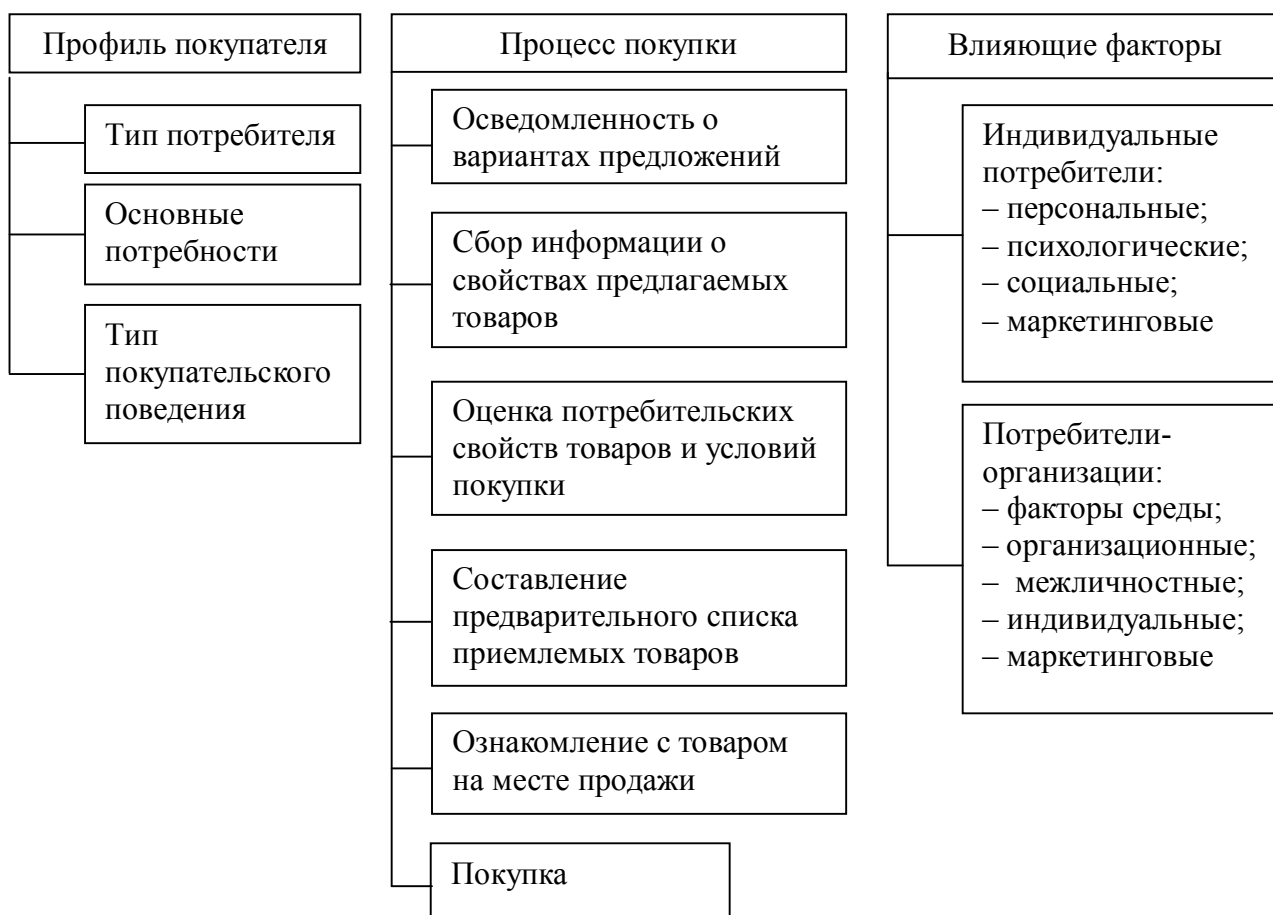 Профиль покупателя
Тип потребителя
Основные
потребности
Тип
покупательского
поведения
Процесс покупки
Осведомленность о
вариантах предложений
Сбор информации о
свойствах предлагаемых
товаров
Оценка потребительских
свойств товаров и условий
покупки
Составление
предварительного списка
приемлемых товаров
Ознакомление с товаром
на месте продажи
Покупка
Влияющие факторы
Индивидуальные
потребители:
– персональные;
– психологические;
– социальные;
– маркетинговые
Потребители-
организации:
– факторы среды;
– организационные;
– межличностные;
– индивидуальные;
– маркетинговые